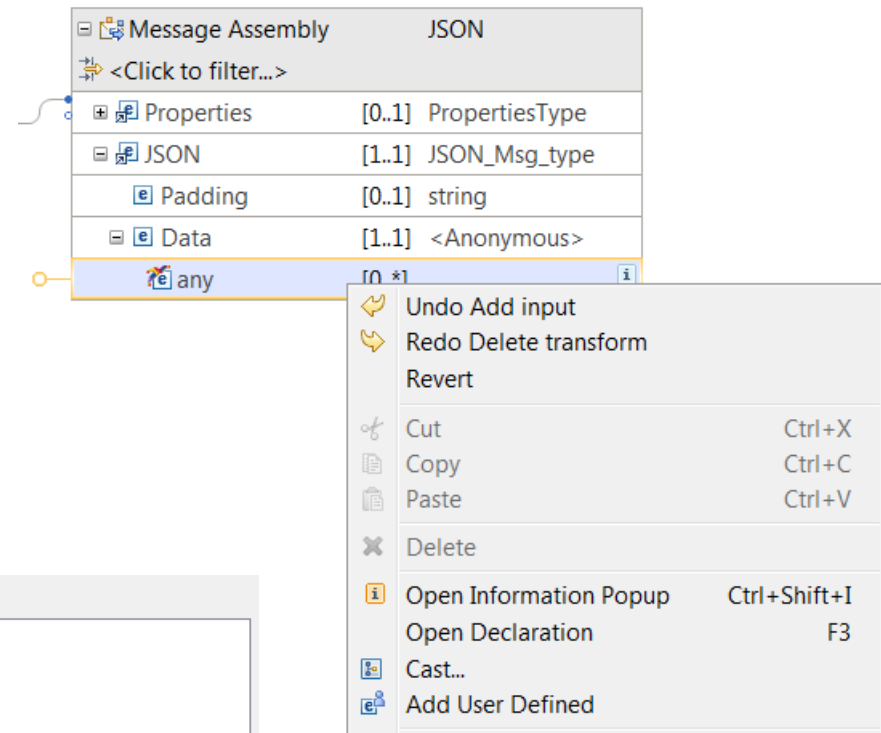 Message Assembly JSON
<Click to filter...>
Properties [0..1] PropertiesType
JSON [1..1] JSON_Msg_type
Padding [0..1] string
Data [1..1] <Anonymous>
any [0..*]
Undo Add input
Redo Delete transform
Revert
Cut Ctrl+X
Copy Ctrl+C
Paste Ctrl+V
Delete
Open Information Popup Ctrl+Shift+I
Open Declaration F3
Cast...
Add User Defined